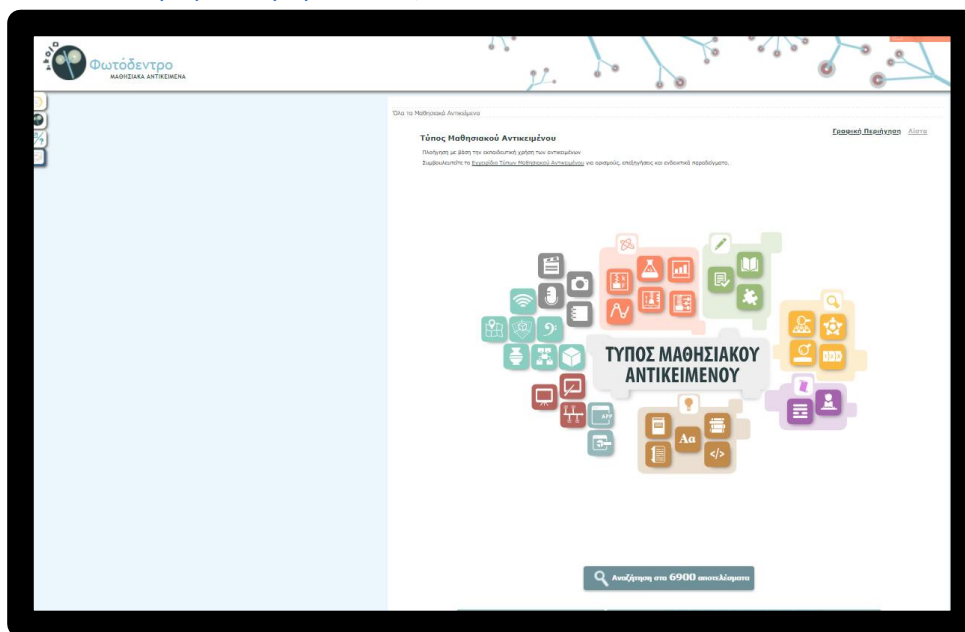 Φωτόδεντρο
ΜΑΘΗΣΙΑΚΑ ΑΝΤΙΚΕΙΜΕΝΑ
Όλα τα Μαθησιακά Αντικείμενα
Γραφική Περιήγηση Λίστα
Τύπος Μαθησιακού Αντικειμένου
Πλοήγηση με βάση την εκπαιδευτική χρήση των αντικειμένων
Συμβουλευτείτε το Εγχειρίδιο Τύπων Μαθησιακού Αντικειμένου για ορισμούς, επεξηγήσεις και ενδεικτικά παραδείγματα.
ΤΥΠΟΣ ΜΑΘΗΣΙΑΚΟΥ
ΑΝΤΙΚΕΙΜΕΝΟΥ
APP
Aα
</>
Αναζήτηση στα 6900 αποτελέσματα